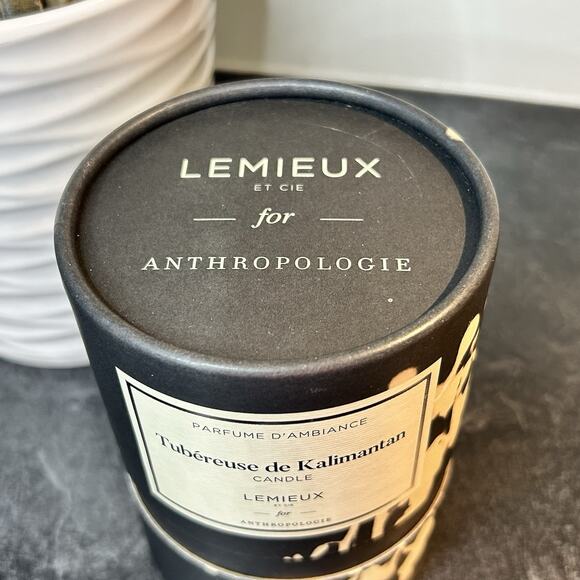 LEMIEUX
ET CIE
for
ANTHROPOLOGIE
PARFUME D'AMBIANCE
Tubéreuse de Kalimantan
CANDLE
LEMIEUX
ET CIE
for
ANTHROPOLOGIE